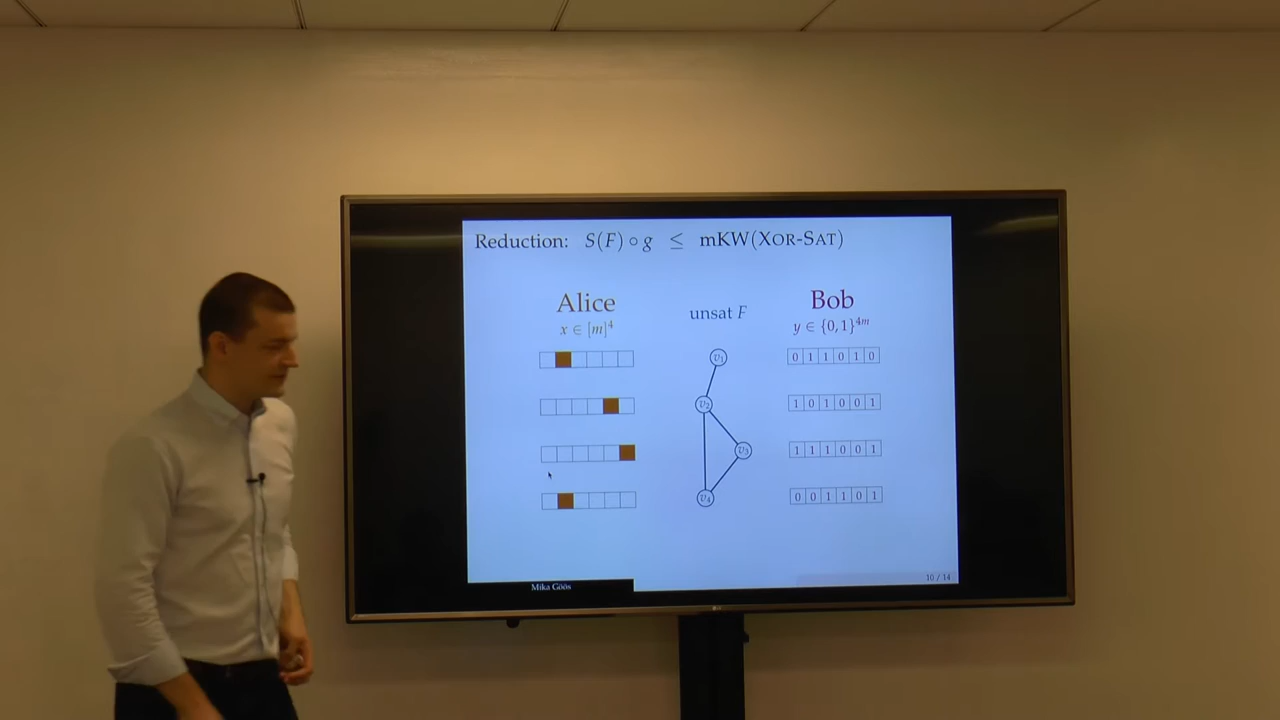 Reduction: S(F) ∘ g ≤ mKW(XOR-SAT)
Alice
x ∈ [m]⁴
unsat F
Bob
y ∈ {0,1}⁴ᵐ
v₁
0 1 1 0 1 0
v₂
1 0 1 0 0 1
v₃
1 1 1 0 0 1
v₄
0 0 1 1 0 1
Mika Göös
10 / 14
LG